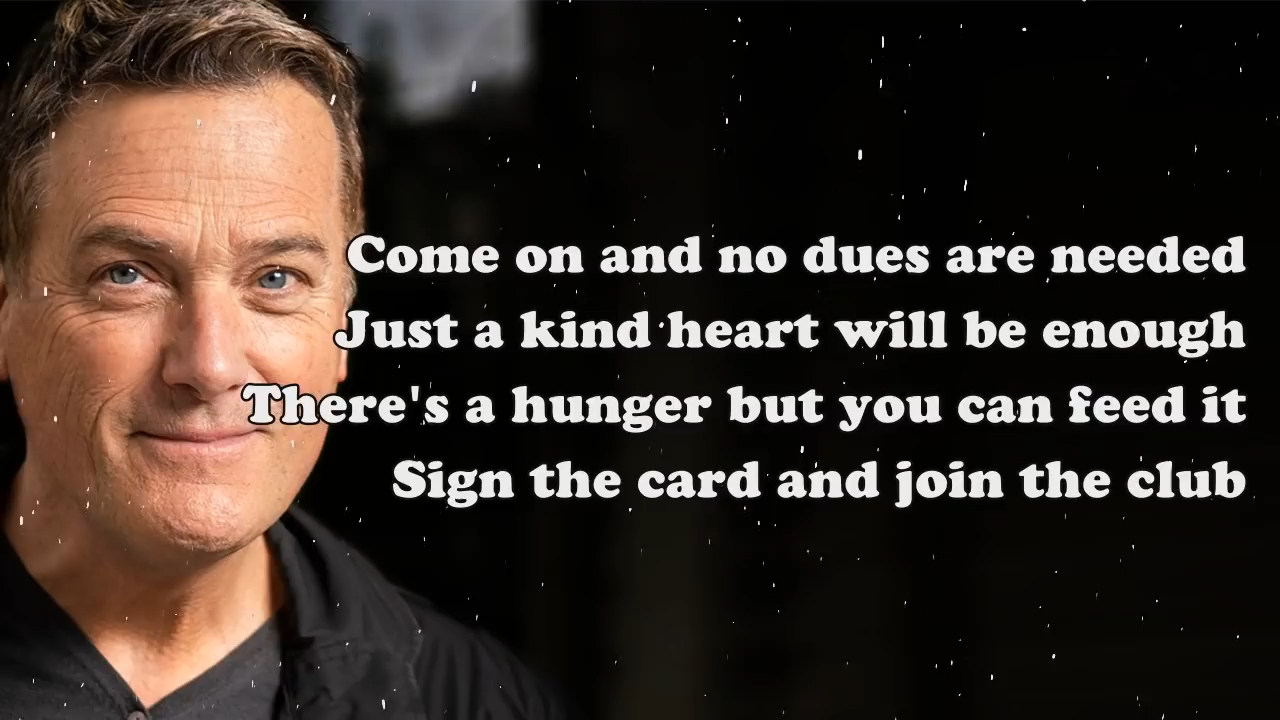 Come on and no dues are needed
Just a kind heart will be enough
There's a hunger but you can feed it
Sign the card and join the club